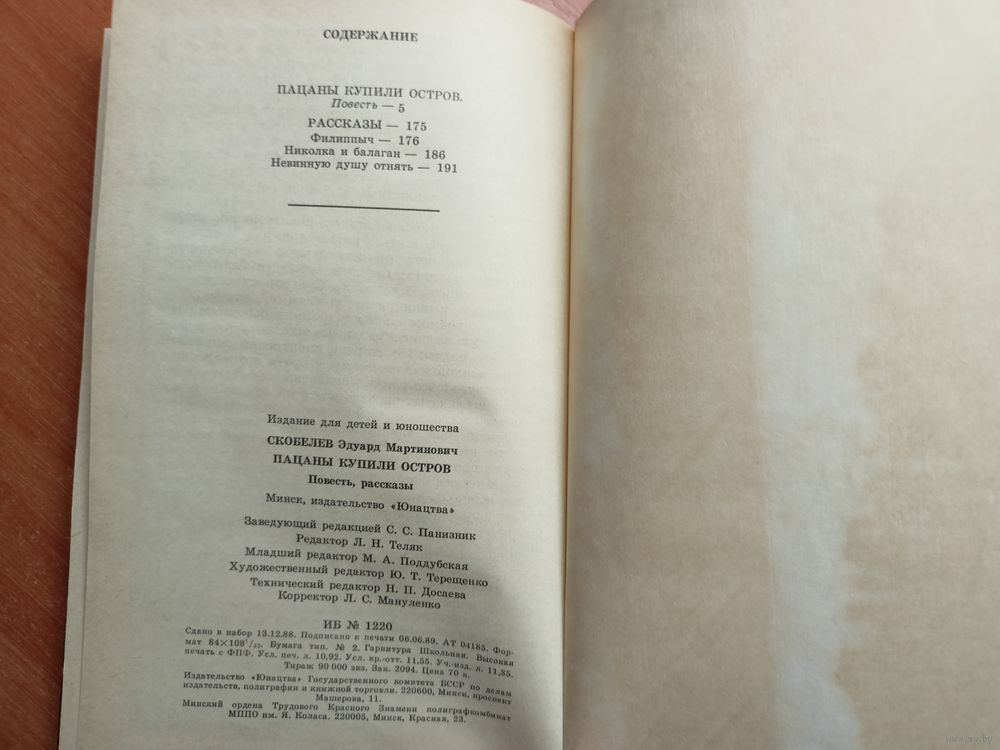 СОДЕРЖАНИЕ
ПАЦАНЫ КУПИЛИ ОСТРОВ.
Повесть — 5
РАССКАЗЫ — 175
Филиппыч — 176
Николка и балаган — 186
Невинную душу отнять — 191
Издание для детей и юношества
СКОБЕЛЕВ Эдуард Мартинович
ПАЦАНЫ КУПИЛИ ОСТРОВ
Повесть, рассказы
Минск, издательство «Юнацтва»
Заведующий редакцией С. С. Панизник
Редактор Л. Н. Теляк
Младший редактор М. А. Поддубская
Художественный редактор Ю. Т. Терещенко
Технический редактор Н. П. Досаева
Корректор Л. С. Мануленко
ИБ № 1220
Сдано в набор 13.12.88. Подписано к печати 06.06.89. АТ 04185. Фор-
мат 84×108¹/₃₂. Бумага тип. № 2. Гарнитура Школьная. Высокая
печать с ФПФ. Усл. печ. л. 10,92. Усл. кр.-отт. 11,55. Уч.-изд. л. 11,35.
Тираж 90 000 экз. Зак. 2094. Цена 70 к.
Издательство «Юнацтва» Государственного комитета БССР по делам
издательств, полиграфии и книжной торговли. 220600, Минск, проспект
Машерова, 11.
Минский ордена Трудового Красного Знамени полиграфкомбинат
МППО им. Я. Коласа. 220005, Минск, Красная, 23.
www.ay.by